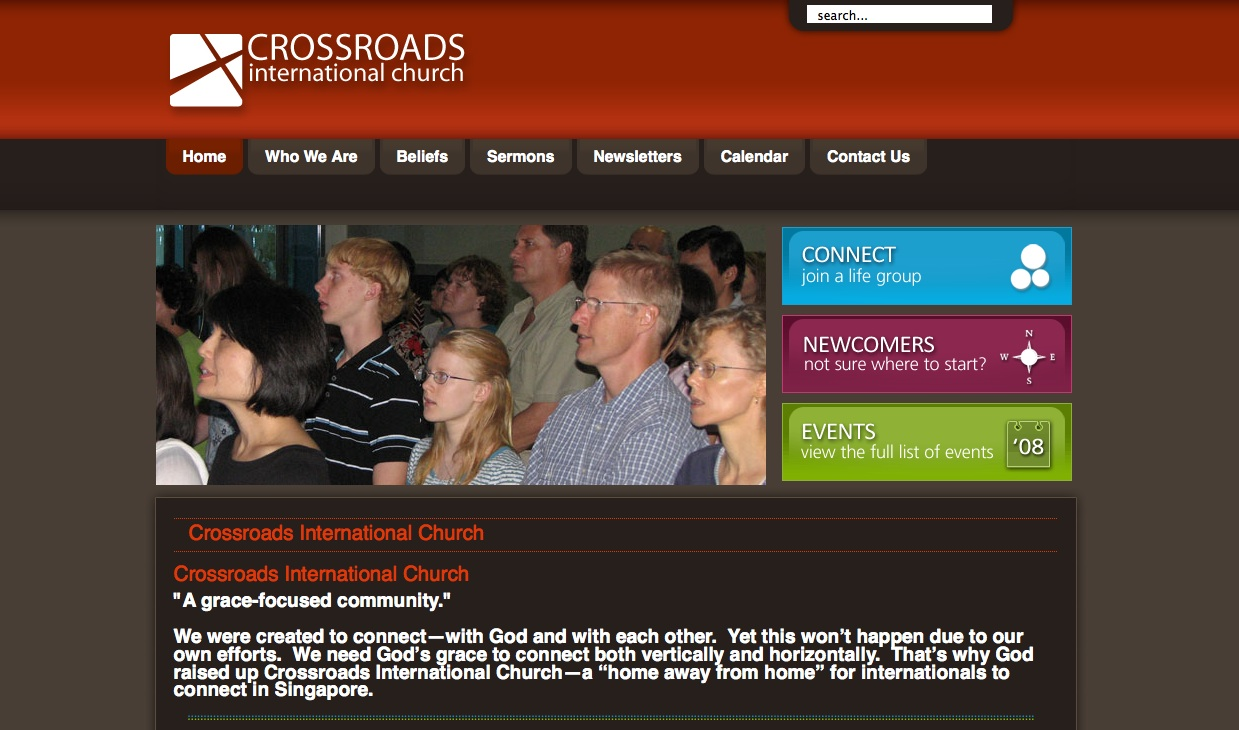 search...
CROSSROADS
international church
Home
Who We Are
Beliefs
Sermons
Newsletters
Calendar
Contact Us
CONNECT
join a life group
NEWCOMERS
not sure where to start?
N
W E
S
EVENTS
view the full list of events
'08
Crossroads International Church
Crossroads International Church
"A grace-focused community."
We were created to connect—with God and with each other.  Yet this won’t happen due to our
own efforts.  We need God’s grace to connect both vertically and horizontally.  That’s why God
raised up Crossroads International Church—a “home away from home” for internationals to
connect in Singapore.